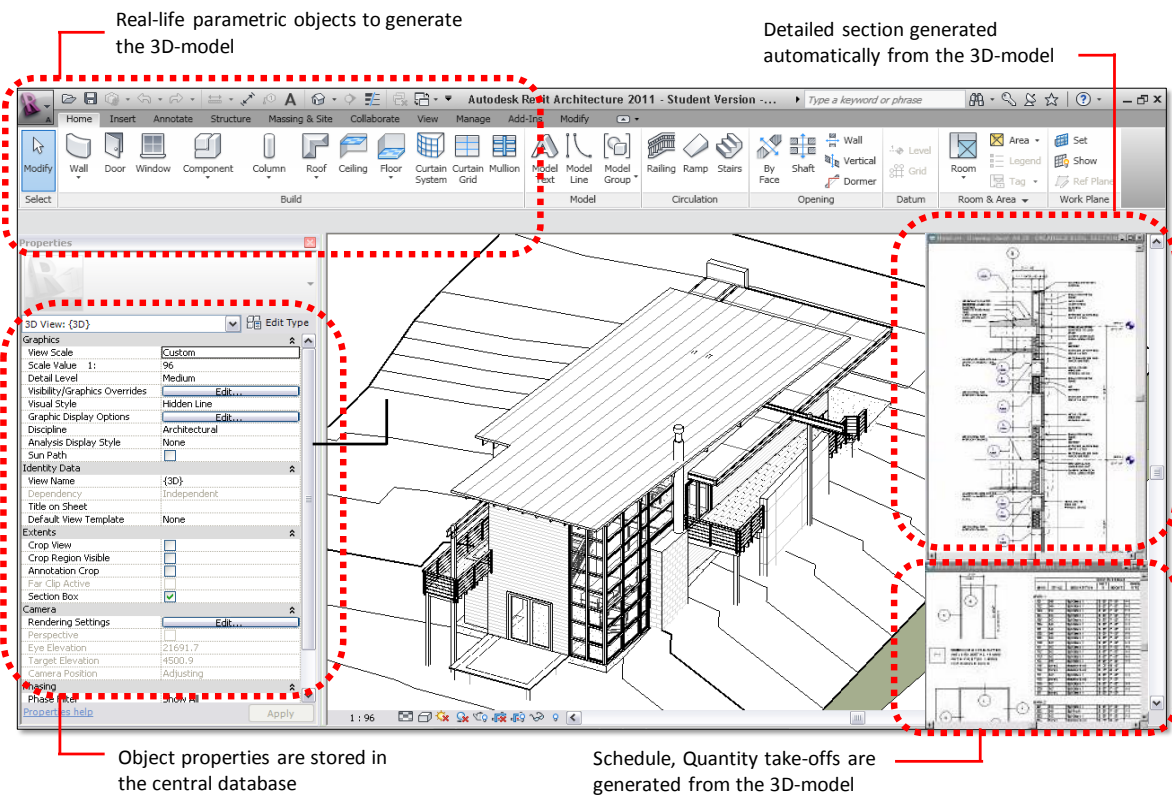 Real-life parametric objects to generate
the 3D-model
Detailed section generated
automatically from the 3D-model
Autodesk Revit Architecture 2011 - Student Version -...
Type a keyword or phrase
Home Insert Annotate Structure Massing & Site Collaborate View Manage Add-Ins Modify
Modify Wall Door Window Component Column Roof Ceiling Floor Curtain System Curtain Grid Mullion Model Text Model Line Model Group Railing Ramp Stairs By Face Shaft Wall Vertical Dormer Level Grid Room Area Legend Tag Set Show Ref Plane
Select Build Model Circulation Opening Datum Room & Area Work Plane
Properties
3D View: {3D} Edit Type
Graphics
View Scale Custom
Scale Value 1: 96
Detail Level Medium
Visibility/Graphics Overrides Edit...
Visual Style Hidden Line
Graphic Display Options Edit...
Discipline Architectural
Analysis Display Style None
Sun Path
Identity Data
View Name {3D}
Dependency Independent
Title on Sheet
Default View Template None
Extents
Crop View
Crop Region Visible
Annotation Crop
Far Clip Active
Section Box
Camera
Rendering Settings Edit...
Perspective
Eye Elevation 21691.7
Target Elevation 4500.9
Camera Position Adjusting
Phasing
Phase Filter Show All
Properties help Apply
1 : 96
Object properties are stored in
the central database
Schedule, Quantity take-offs are
generated from the 3D-model